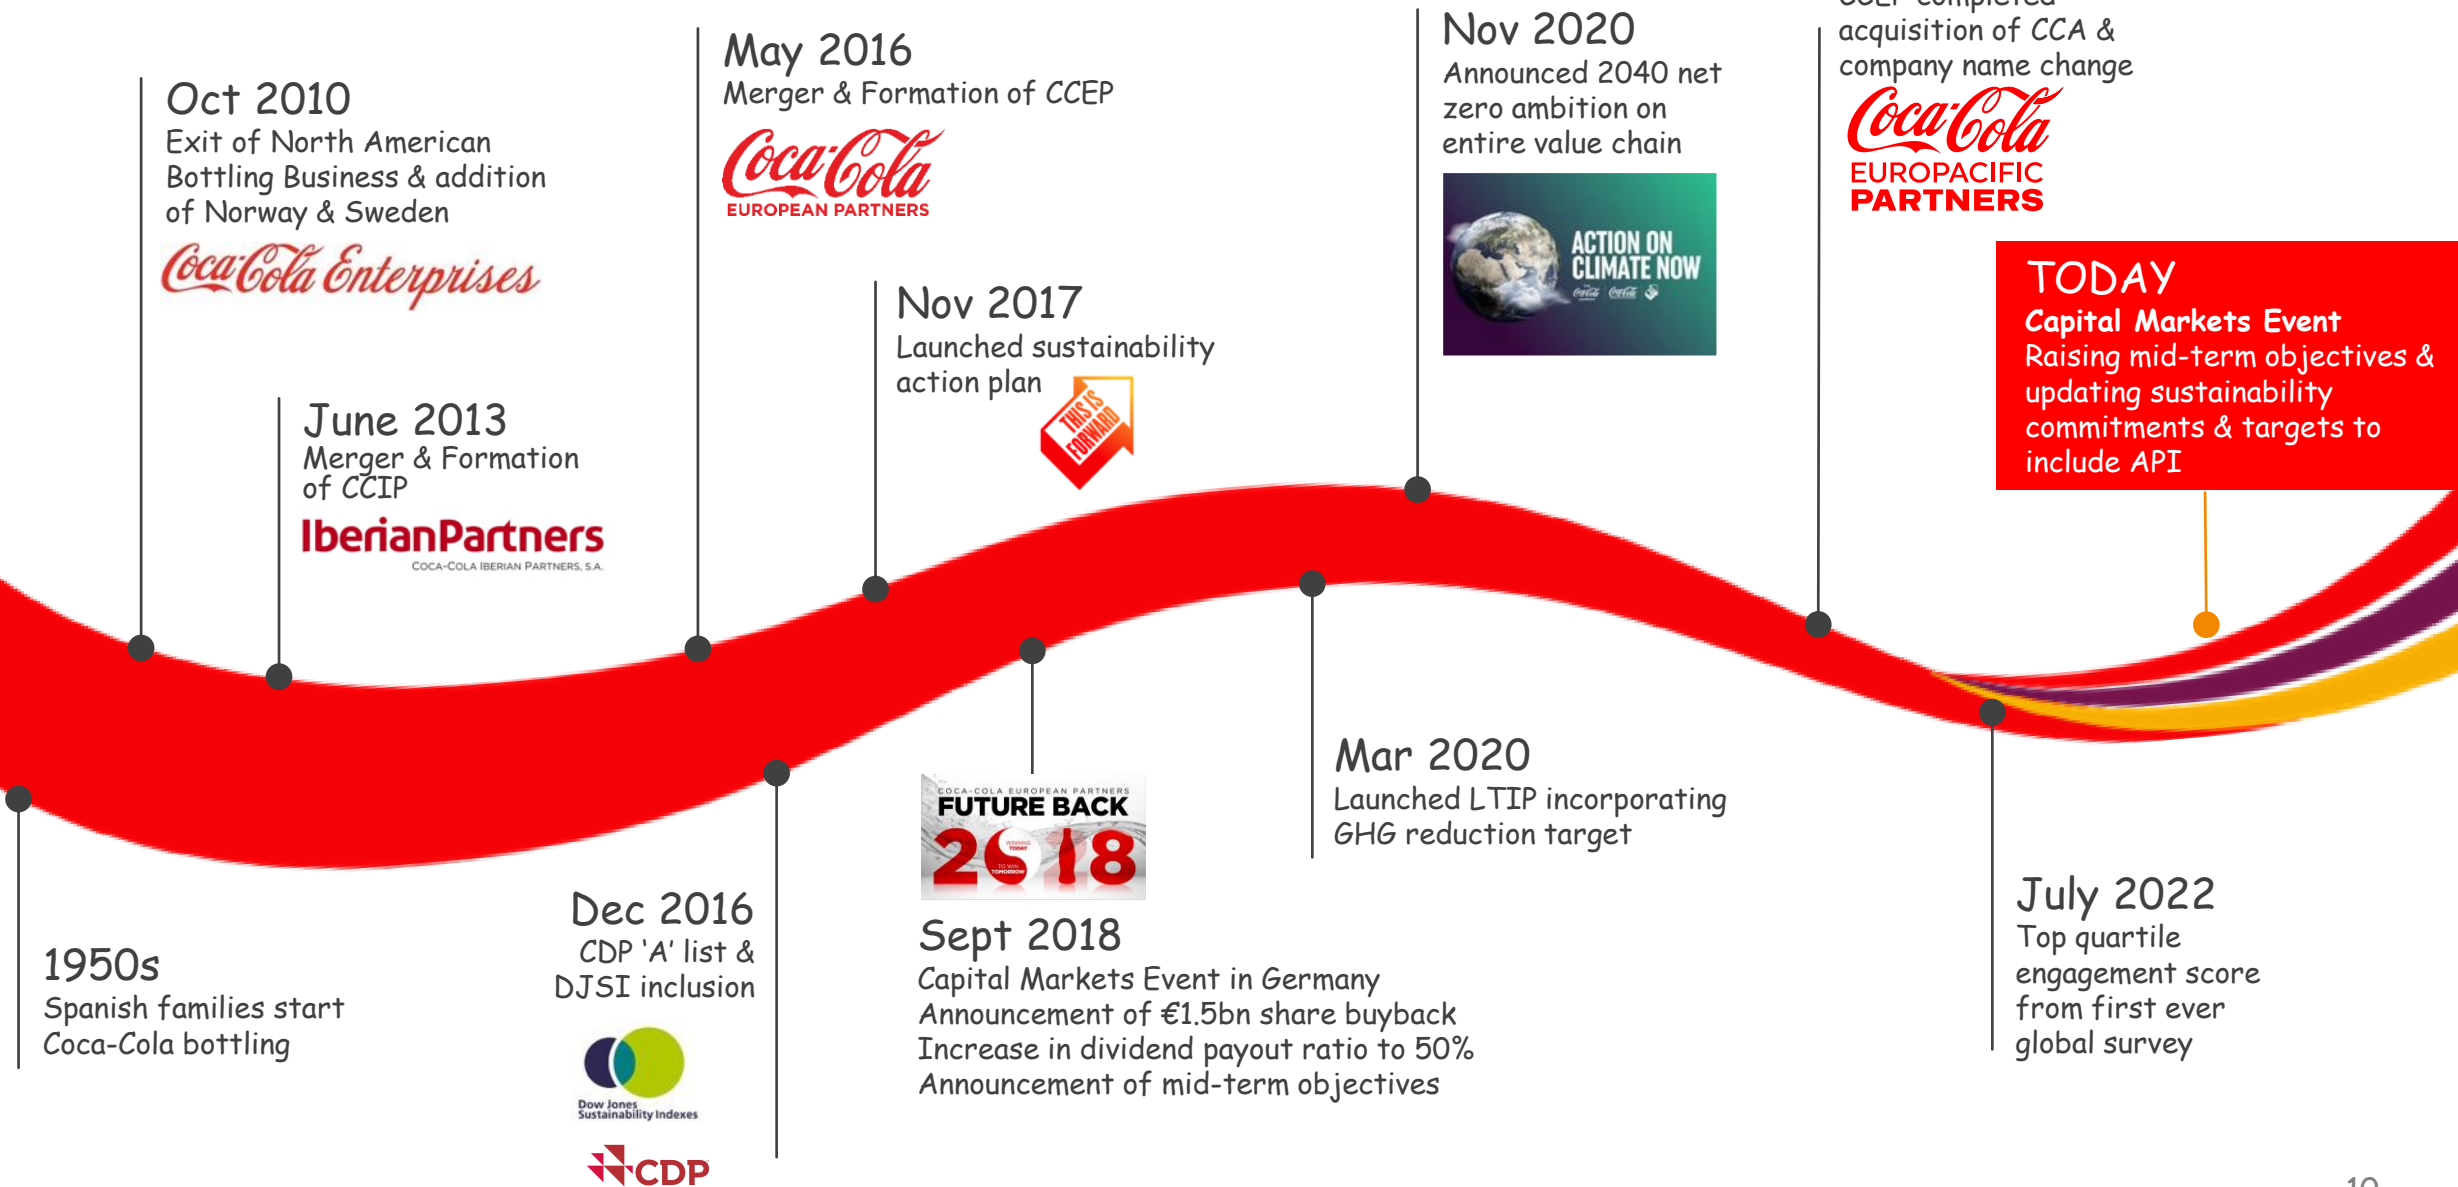 Oct 2010
Exit of North American
Bottling Business & addition
of Norway & Sweden
Coca-Cola Enterprises
June 2013
Merger & Formation
of CCIP
IberianPartners
COCA-COLA IBERIAN PARTNERS, S.A.
May 2016
Merger & Formation of CCEP
Coca-Cola
EUROPEAN PARTNERS
Nov 2017
Launched sustainability
action plan
THIS IS
FORWARD
Nov 2020
Announced 2040 net
zero ambition on
entire value chain
ACTION ON
CLIMATE NOW
CCEP completed
acquisition of CCA &
company name change
Coca-Cola
EUROPACIFIC
PARTNERS
TODAY
Capital Markets Event
Raising mid-term objectives &
updating sustainability
commitments & targets to
include API
1950s
Spanish families start
Coca-Cola bottling
Dec 2016
CDP 'A' list &
DJSI inclusion
Dow Jones
Sustainability Indexes
CDP
COCA-COLA EUROPEAN PARTNERS
FUTURE BACK
2018
WINNING
TODAY
TO WIN
TOMORROW
Sept 2018
Capital Markets Event in Germany
Announcement of €1.5bn share buyback
Increase in dividend payout ratio to 50%
Announcement of mid-term objectives
Mar 2020
Launched LTIP incorporating
GHG reduction target
July 2022
Top quartile
engagement score
from first ever
global survey
10